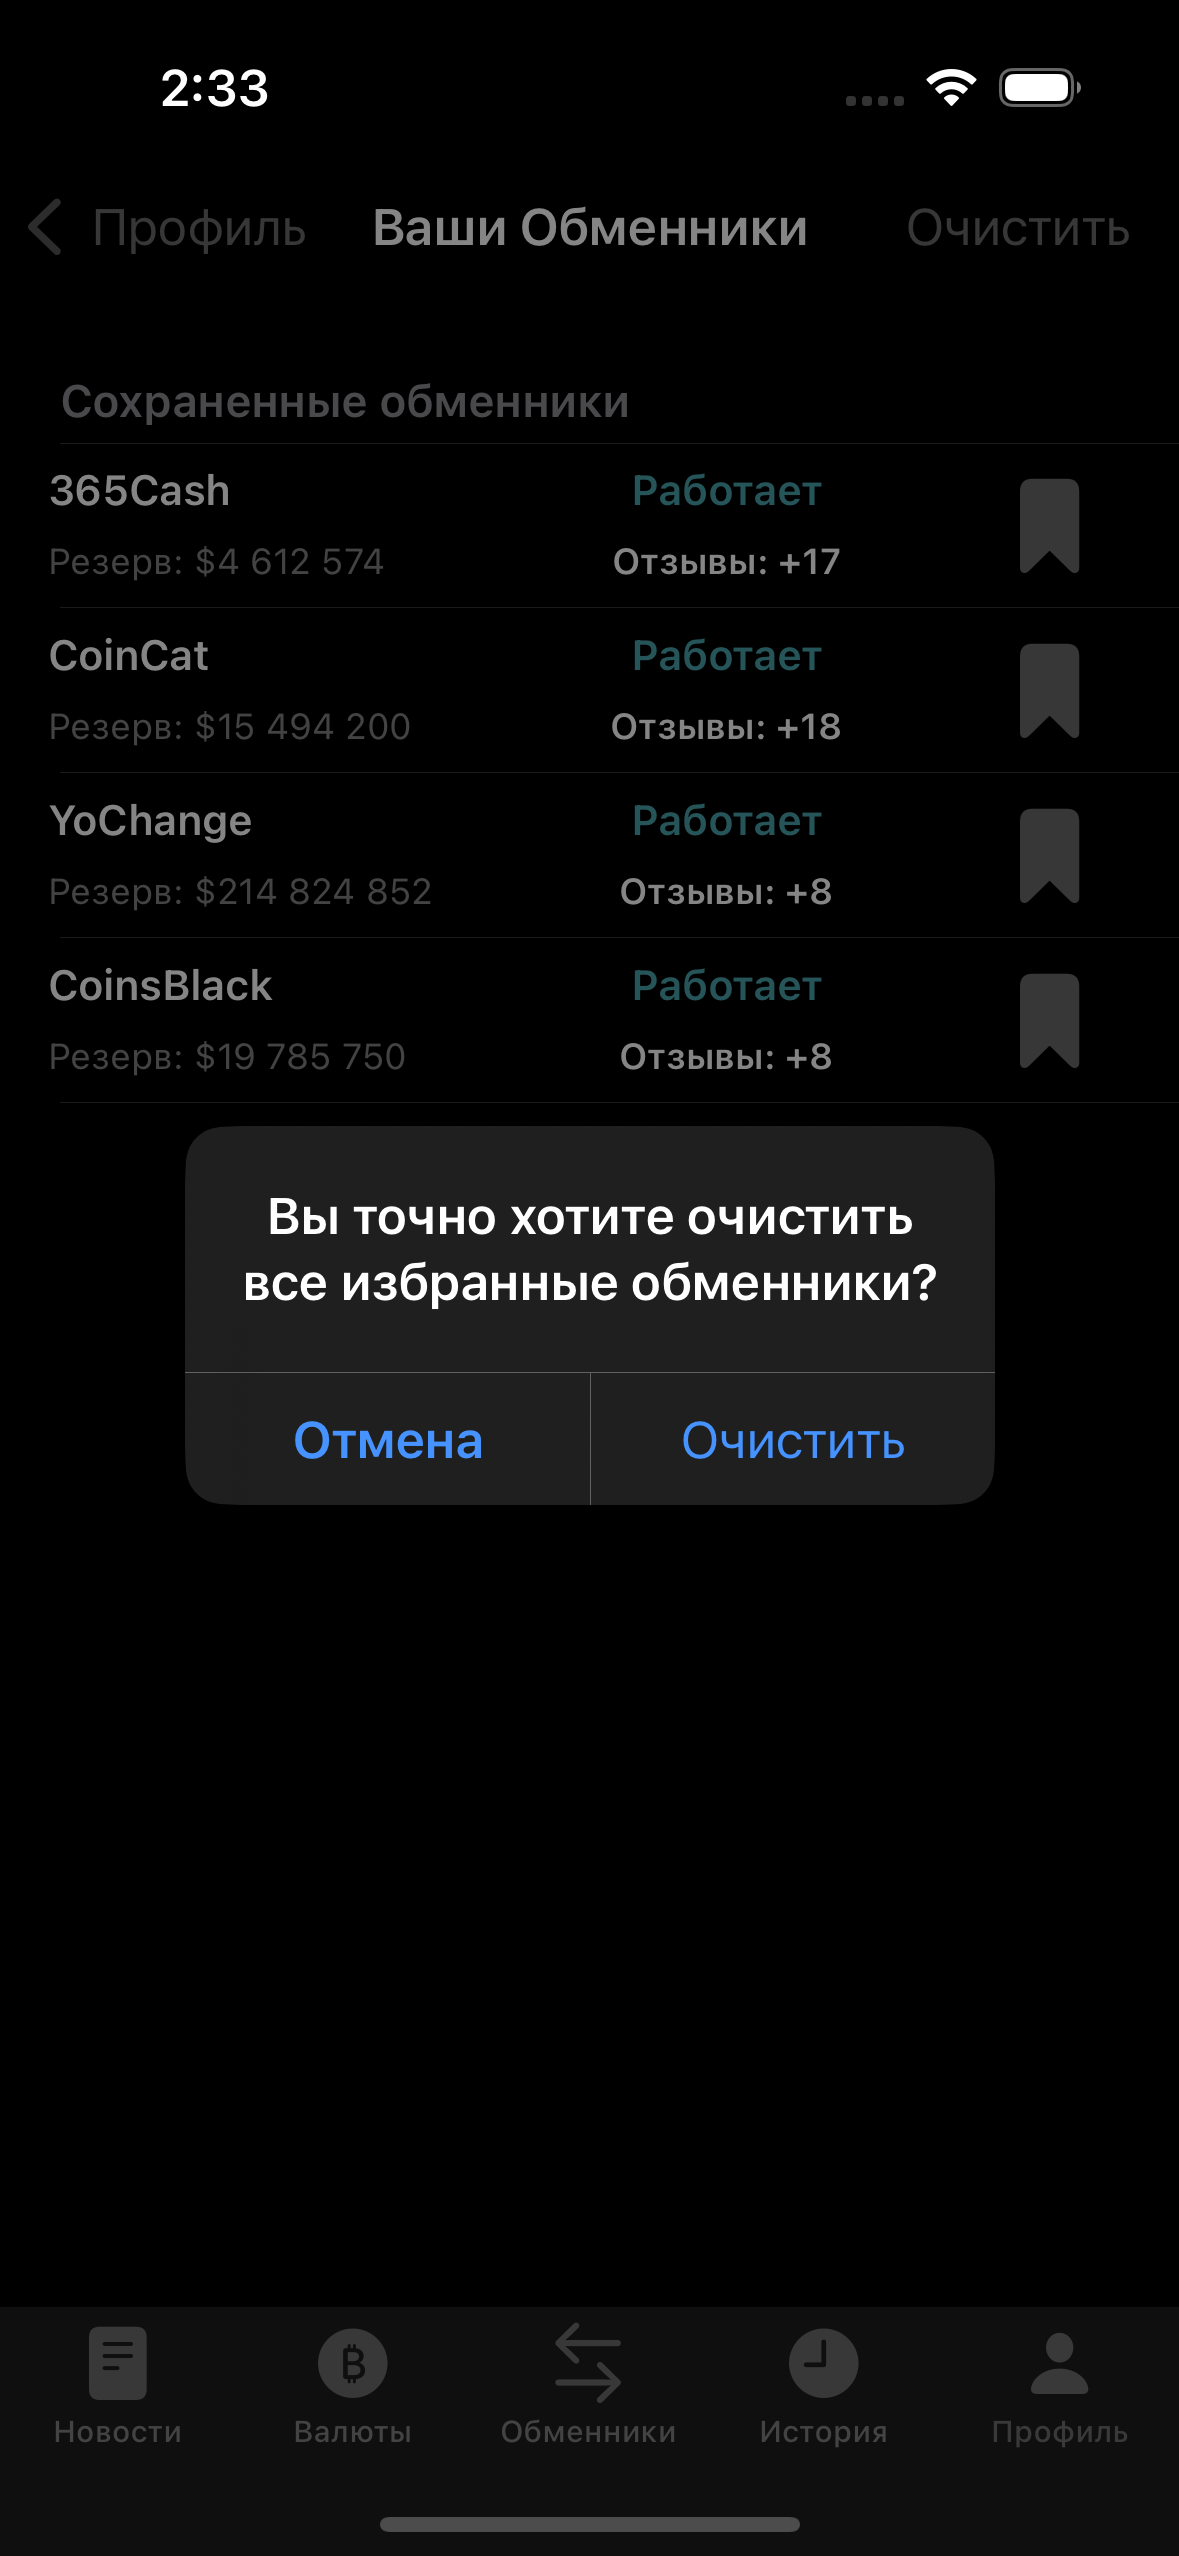 2:33
Профиль Ваши Обменники Очистить
Сохраненные обменники
365Cash Работает
Резерв: $4 612 574 Отзывы: +17
CoinCat Работает
Резерв: $15 494 200 Отзывы: +18
YoChange Работает
Резерв: $214 824 852 Отзывы: +8
CoinsBlack Работает
Резерв: $19 785 750 Отзывы: +8
Вы точно хотите очистить
все избранные обменники?
Отмена Очистить
Новости Валюты Обменники История Профиль